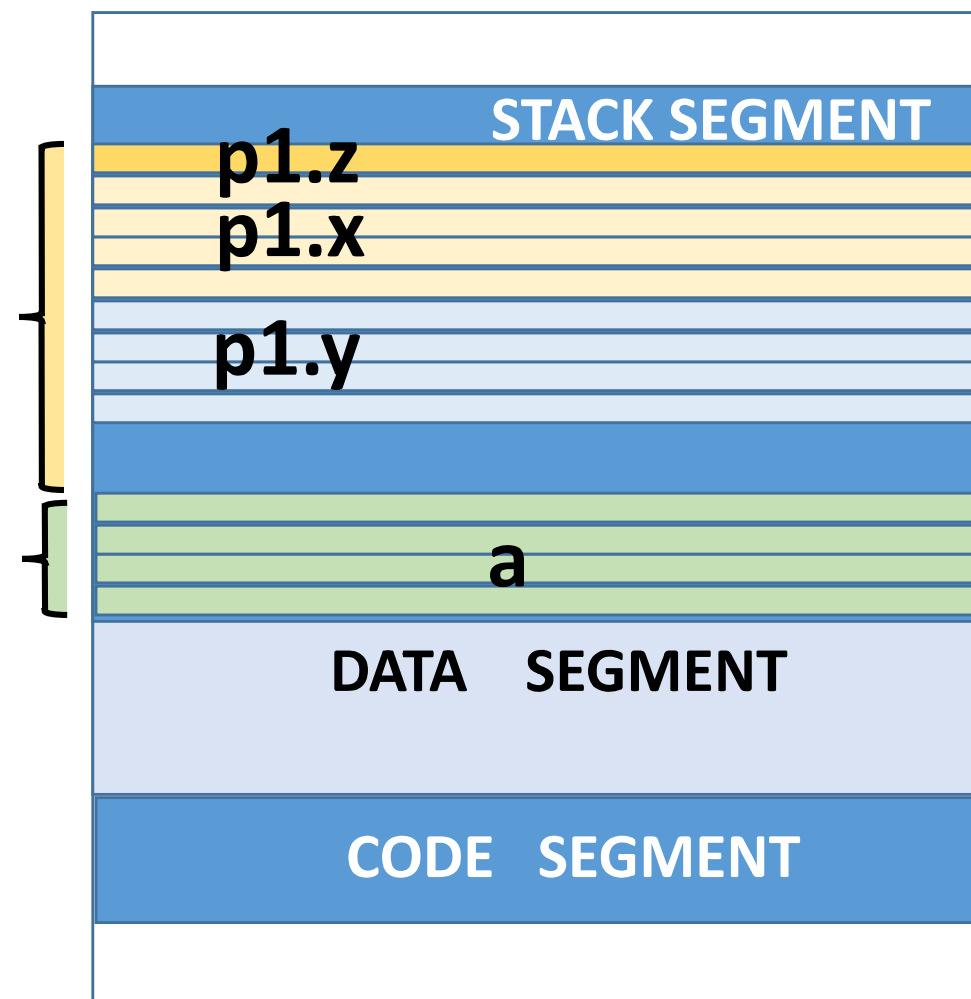 STACK SEGMENT
p1.z
p1.x
p1.y
a
DATA SEGMENT
CODE SEGMENT